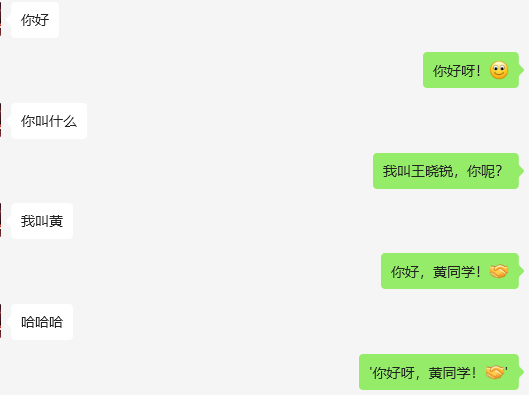 你好
你好呀！🙂
你叫什么
我叫王晓锐，你呢？
我叫黄
你好，黄同学！🤝
哈哈哈
'你好呀，黄同学！🤝'